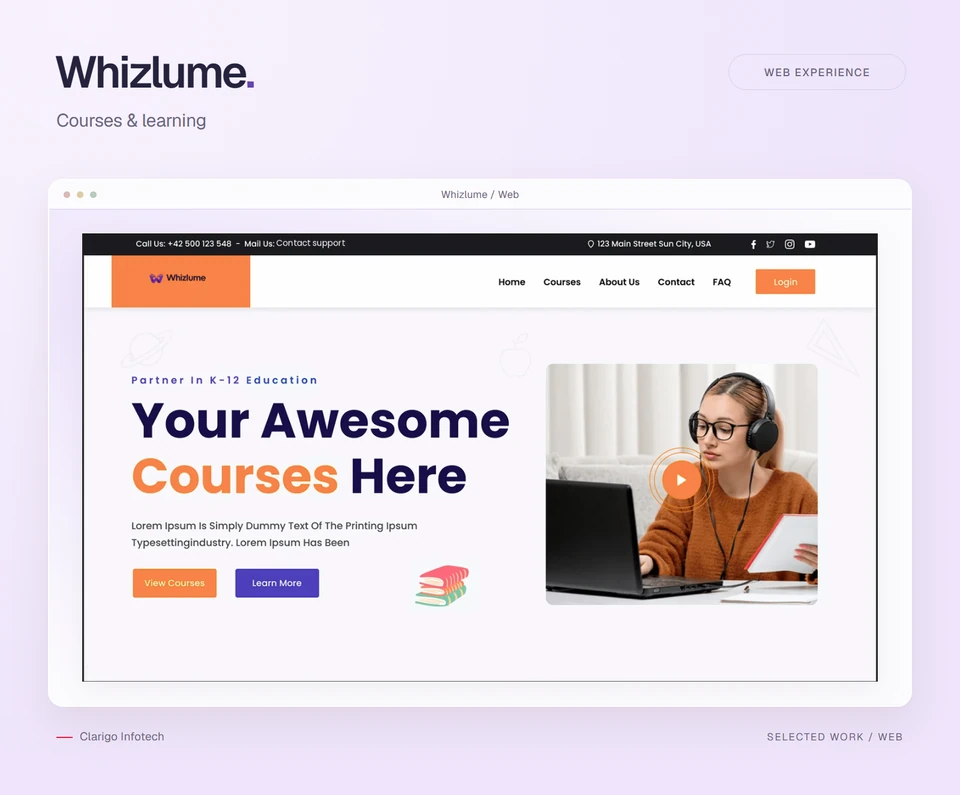 Whizlume.
WEB EXPERIENCE
Courses & learning
Whizlume / Web
Call Us: +42 500 123 548 - Mail Us: Contact support
123 Main Street Sun City, USA
Whizlume
Home Courses About Us Contact FAQ Login
Partner In K-12 Education
Your Awesome
Courses Here
Lorem Ipsum Is Simply Dummy Text Of The Printing Ipsum
Typesettingindustry. Lorem Ipsum Has Been
View Courses Learn More
Clarigo Infotech
SELECTED WORK / WEB